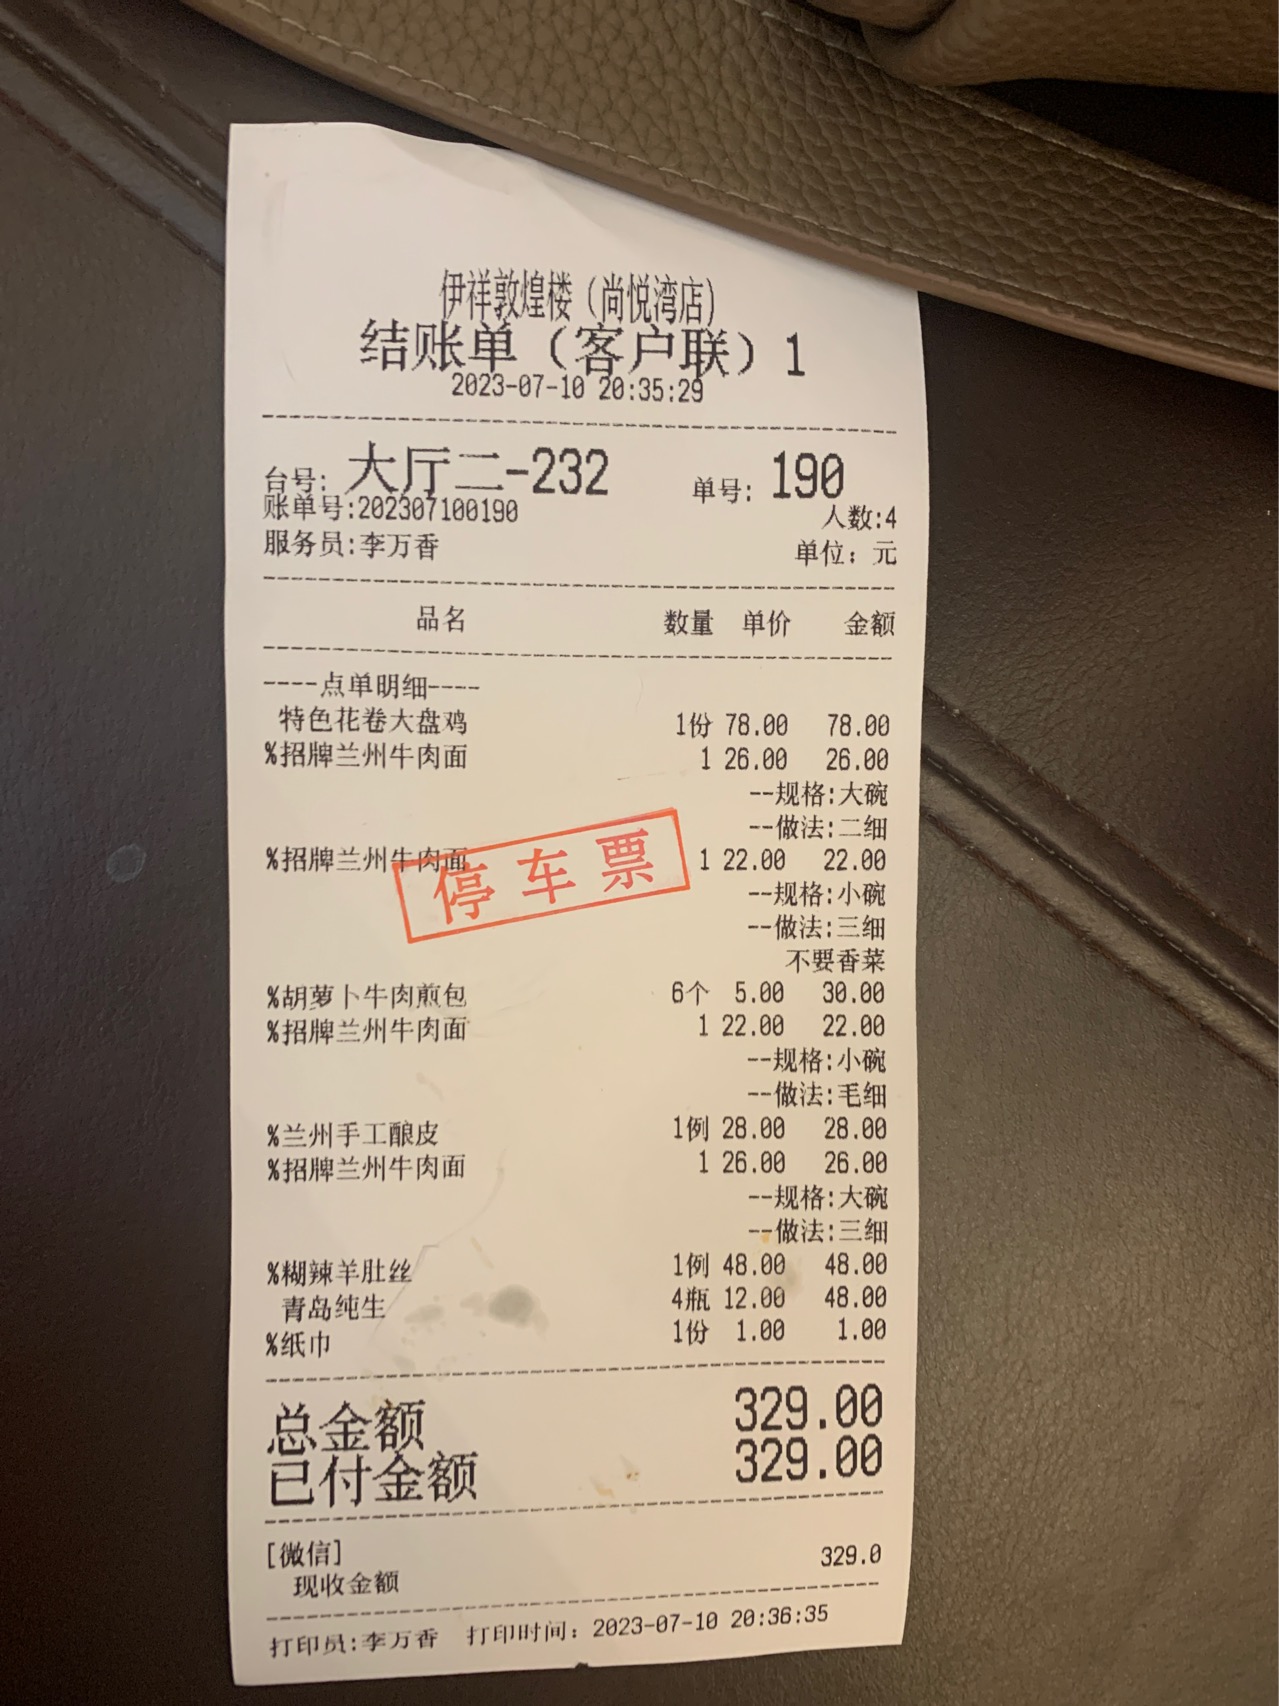 伊祥敦煌楼（尚悦湾店）
结账单（客户联）1
2023-07-10 20:35:29
台号: 大厅二-232 单号: 190
账单号:202307100190 人数:4
服务员:李万香 单位: 元
品名 数量 单价 金额
----点单明细----
特色花卷大盘鸡 1份 78.00 78.00
%招牌兰州牛肉面 1 26.00 26.00
--规格:大碗
--做法:二细
%招牌兰州牛肉面 1 22.00 22.00
停车票
--规格:小碗
--做法:三细
不要香菜
%胡萝卜牛肉煎包 6个 5.00 30.00
%招牌兰州牛肉面 1 22.00 22.00
--规格:小碗
--做法:毛细
%兰州手工酿皮 1例 28.00 28.00
%招牌兰州牛肉面 1 26.00 26.00
--规格:大碗
--做法:三细
%糊辣羊肚丝 1例 48.00 48.00
青岛纯生 4瓶 12.00 48.00
%纸巾 1份 1.00 1.00
总金额 329.00
已付金额 329.00
[微信] 329.0
现收金额
打印员:李万香 打印时间: 2023-07-10 20:36:35